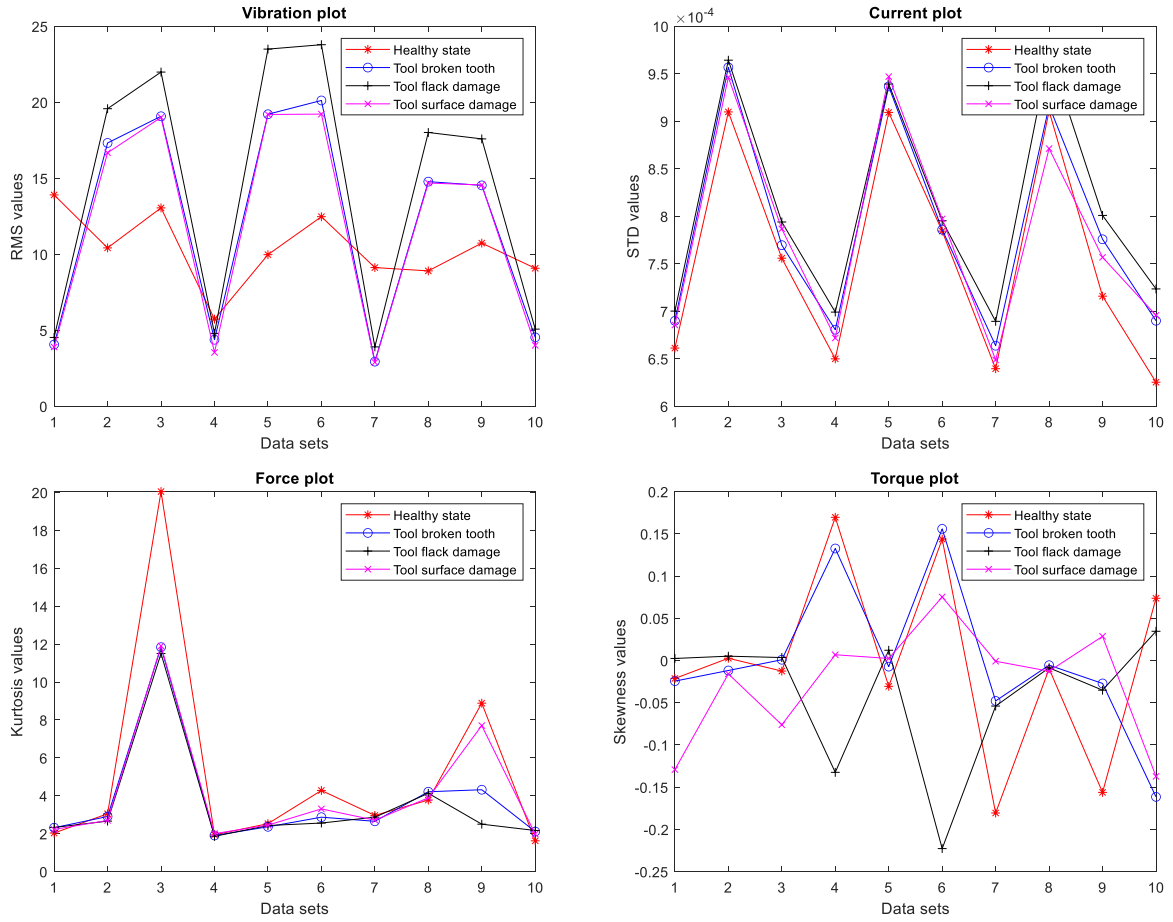 Vibration plot
25
20
15
10
5
0
RMS values
1 2 3 4 5 6 7 8 9 10
Data sets
Healthy state
Tool broken tooth
Tool flack damage
Tool surface damage
Current plot
×10-4
10
9.5
9
8.5
8
7.5
7
6.5
6
STD values
1 2 3 4 5 6 7 8 9 10
Data sets
Healthy state
Tool broken tooth
Tool flack damage
Tool surface damage
Force plot
20
18
16
14
12
10
8
6
4
2
0
Kurtosis values
1 2 3 4 5 6 7 8 9 10
Data sets
Healthy state
Tool broken tooth
Tool flack damage
Tool surface damage
Torque plot
0.2
0.15
0.1
0.05
0
-0.05
-0.1
-0.15
-0.2
-0.25
Skewness values
1 2 3 4 5 6 7 8 9 10
Data sets
Healthy state
Tool broken tooth
Tool flack damage
Tool surface damage